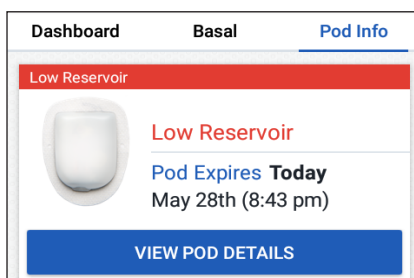 Dashboard Basal Pod Info
Low Reservoir
Low Reservoir
Pod Expires Today
May 28th (8:43 pm)
VIEW POD DETAILS